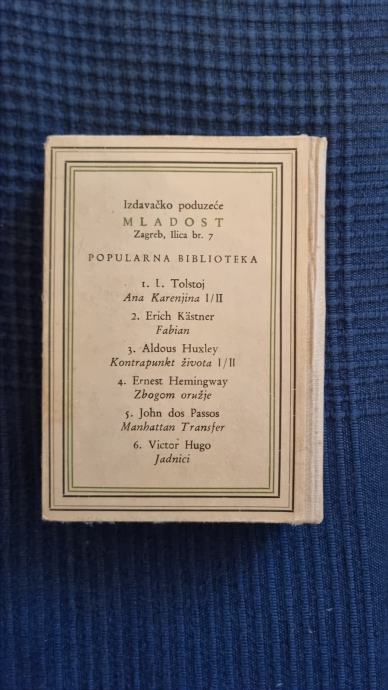 Izdavačko poduzeće
MLADOST
Zagreb, Ilica br. 7
POPULARNA BIBLIOTEKA
1. L. Tolstoj
Ana Karenjina I/II
2. Erich Kästner
Fabian
3. Aldous Huxley
Kontrapunkt života I/II
4. Ernest Hemingway
Zbogom oružje
5. John dos Passos
Manhattan Transfer
6. Victor Hugo
Jadnici